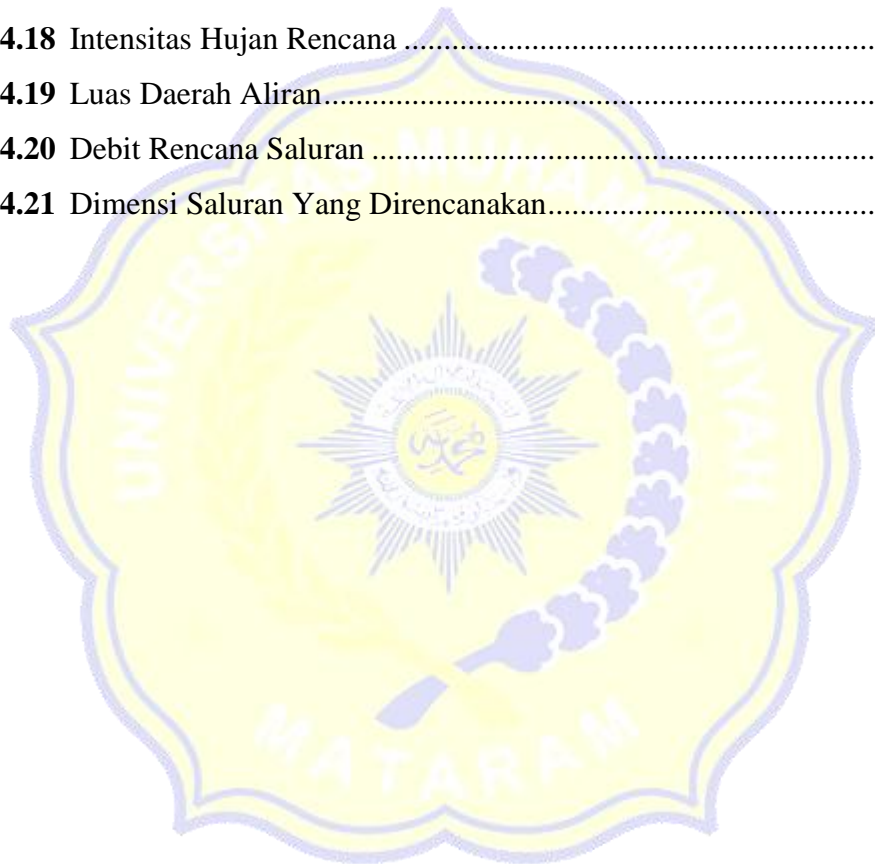 4.18 Intensitas Hujan Rencana ....................................................................
4.19 Luas Daerah Aliran................................................................................
4.20 Debit Rencana Saluran .........................................................................
4.21 Dimensi Saluran Yang Direncanakan...................................................
UNIVERSITAS MUHAMMADIYAH
MATARAM